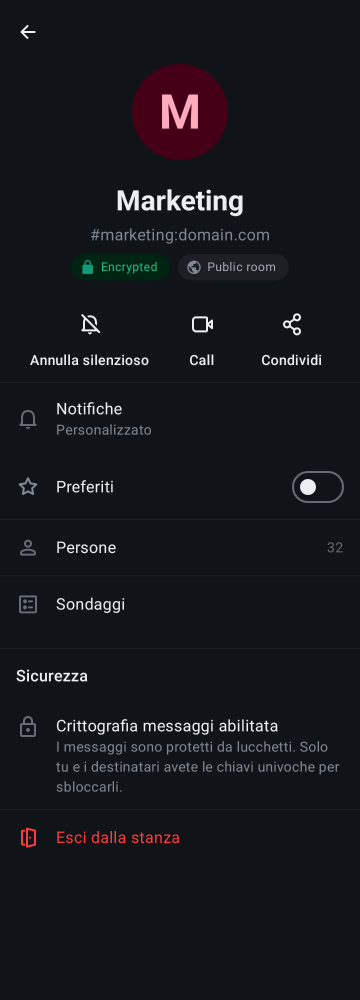 M
Marketing
#marketing:domain.com
Encrypted
Public room
Annulla silenzioso
Call
Condividi
Notifiche
Personalizzato
Preferiti
Persone
32
Sondaggi
Sicurezza
Crittografia messaggi abilitata
I messaggi sono protetti da lucchetti. Solo
tu e i destinatari avete le chiavi univoche per
sbloccarli.
Esci dalla stanza